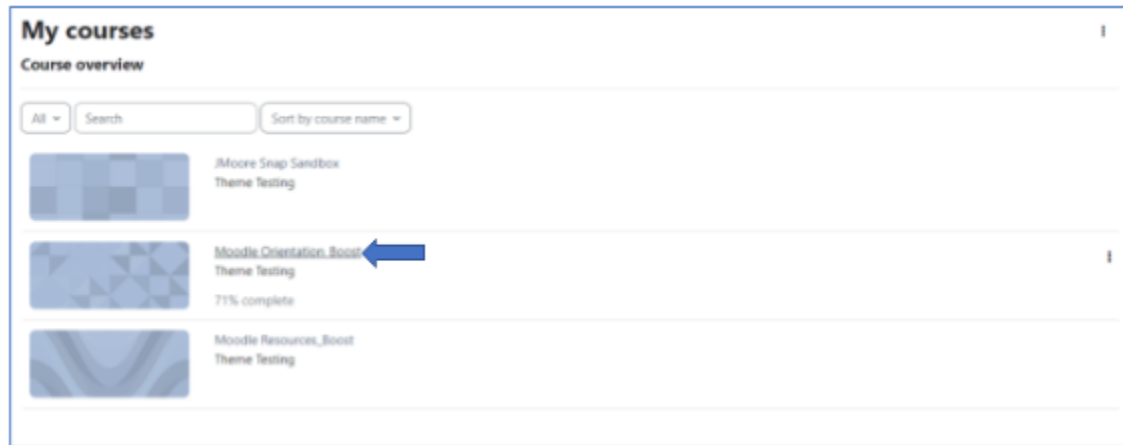 My courses
Course overview
All Search Sort by course name
JMoore Snap Sandbox
Theme Testing
Moodle Orientation_Boost
Theme Testing
71% complete
Moodle Resources_Boost
Theme Testing